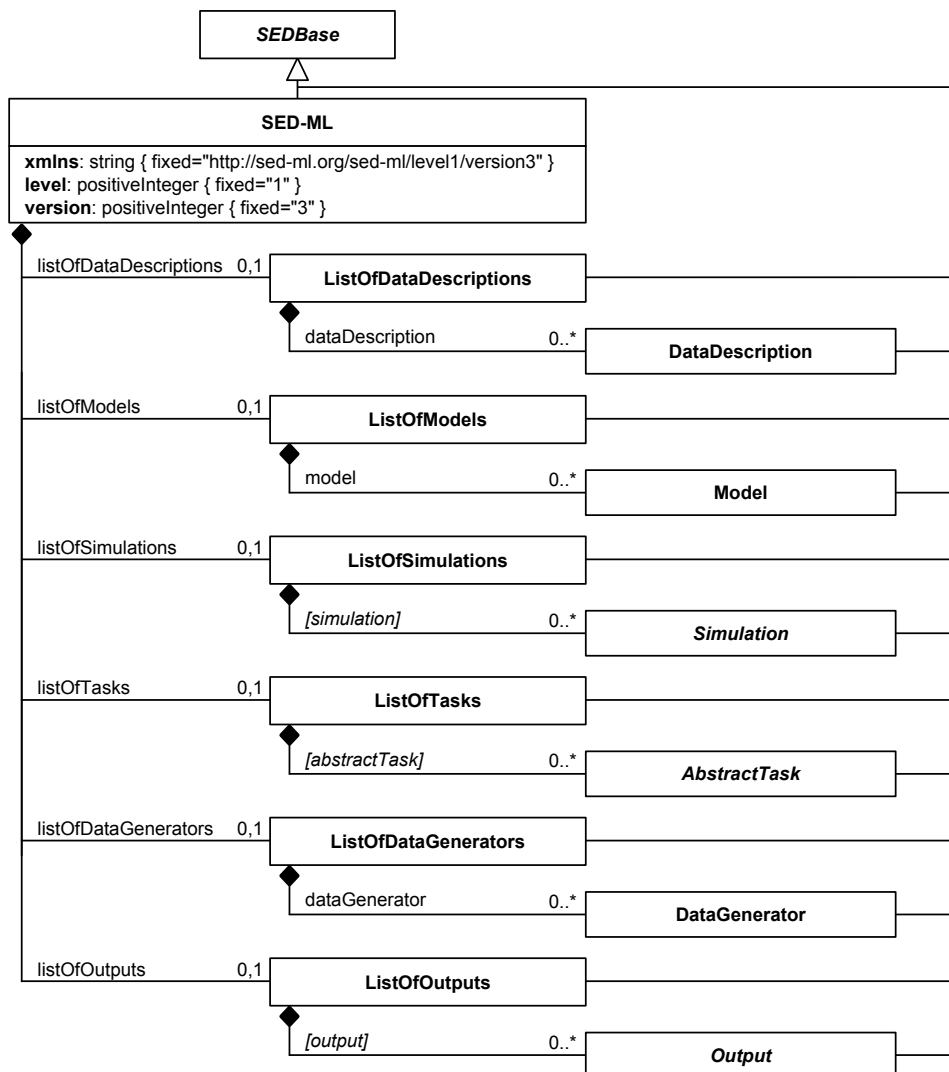 SEDBase
SED-ML
xmlns: string { fixed="http://sed-ml.org/sed-ml/level1/version3" }
level: positiveInteger { fixed="1" }
version: positiveInteger { fixed="3" }
listOfDataDescriptions 0,1 ListOfDataDescriptions
dataDescription 0..* DataDescription
listOfModels 0,1 ListOfModels
model 0..* Model
listOfSimulations 0,1 ListOfSimulations
[simulation] 0..* Simulation
listOfTasks 0,1 ListOfTasks
[abstractTask] 0..* AbstractTask
listOfDataGenerators 0,1 ListOfDataGenerators
dataGenerator 0..* DataGenerator
listOfOutputs 0,1 ListOfOutputs
[output] 0..* Output